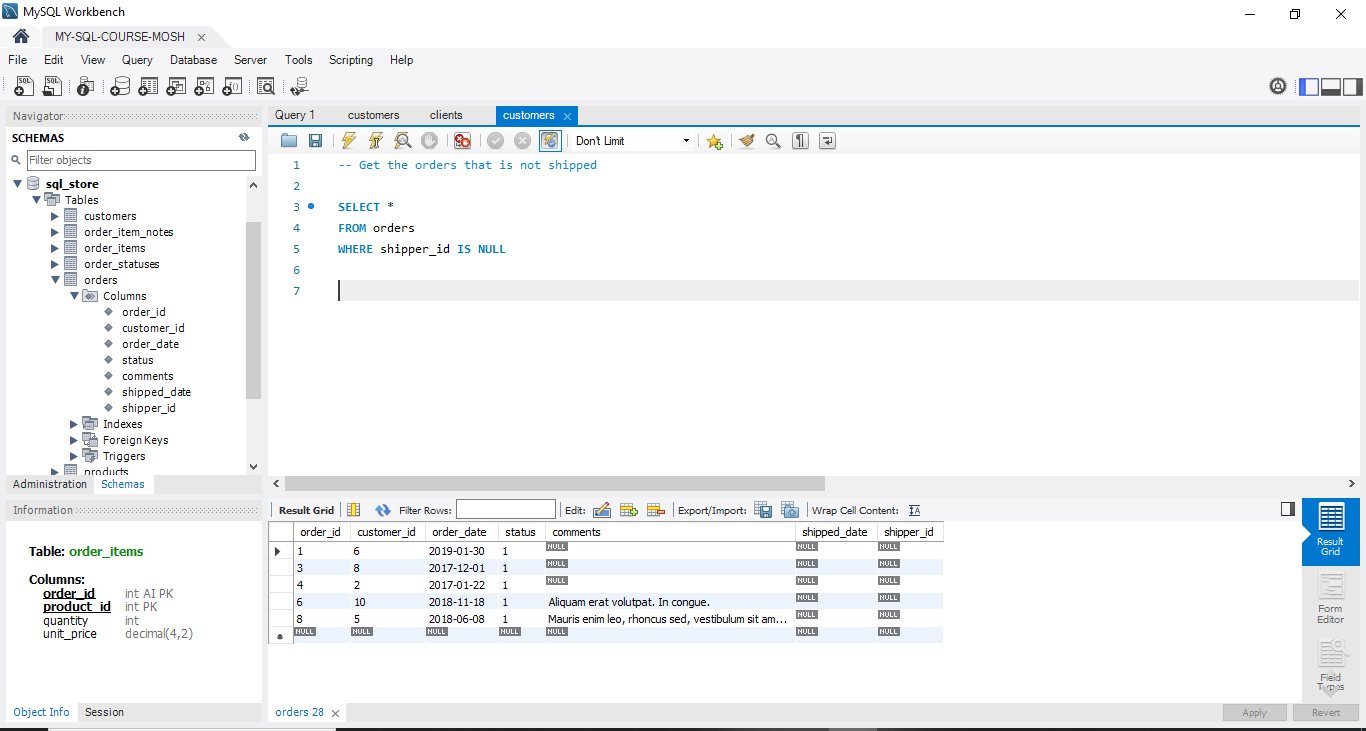 MySQL Workbench
MY-SQL-COURSE-MOSH
File Edit View Query Database Server Tools Scripting Help
Navigator
SCHEMAS
Filter objects
sql_store
Tables
customers
order_item_notes
order_items
order_statuses
orders
Columns
order_id
customer_id
order_date
status
comments
shipped_date
shipper_id
Indexes
Foreign Keys
Triggers
products
Administration Schemas
Information
Table: order_items
Columns:
order_id int AI PK
product_id int PK
quantity int
unit_price decimal(4,2)
Object Info Session
Query 1 customers clients customers
Don't Limit
1 -- Get the orders that is not shipped
2
3 SELECT *
4 FROM orders
5 WHERE shipper_id IS NULL
6
7
Result Grid Filter Rows: Edit: Export/Import: Wrap Cell Content: IA
order_id customer_id order_date status comments shipped_date shipper_id
1 6 2019-01-30 1 NULL NULL NULL
3 8 2017-12-01 1 NULL NULL NULL
4 2 2017-01-22 1 NULL NULL NULL
6 10 2018-11-18 1 Aliquam erat volutpat. In congue. NULL NULL
8 5 2018-06-08 1 Mauris enim leo, rhoncus sed, vestibulum sit am... NULL NULL
NULL NULL NULL NULL NULL NULL NULL
Result
Grid
Form
Editor
Field
Types
orders 28
Apply Revert